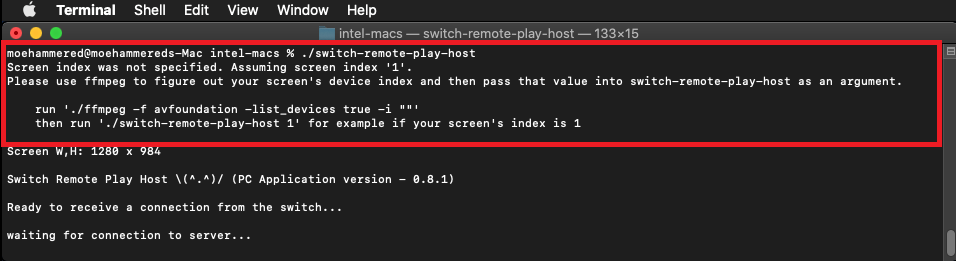 Terminal Shell Edit View Window Help
intel-macs — switch-remote-play-host — 133×15
moehammered@moehammereds-Mac intel-macs % ./switch-remote-play-host
Screen index was not specified. Assuming screen index '1'.
Please use ffmpeg to figure out your screen's device index and then pass that value into switch-remote-play-host as an argument.
run './ffmpeg -f avfoundation -list_devices true -i ""'
then run './switch-remote-play-host 1' for example if your screen's index is 1
Screen W,H: 1280 x 984
Switch Remote Play Host \(^.^)/ (PC Application version - 0.8.1)
Ready to receive a connection from the switch...
waiting for connection to server...